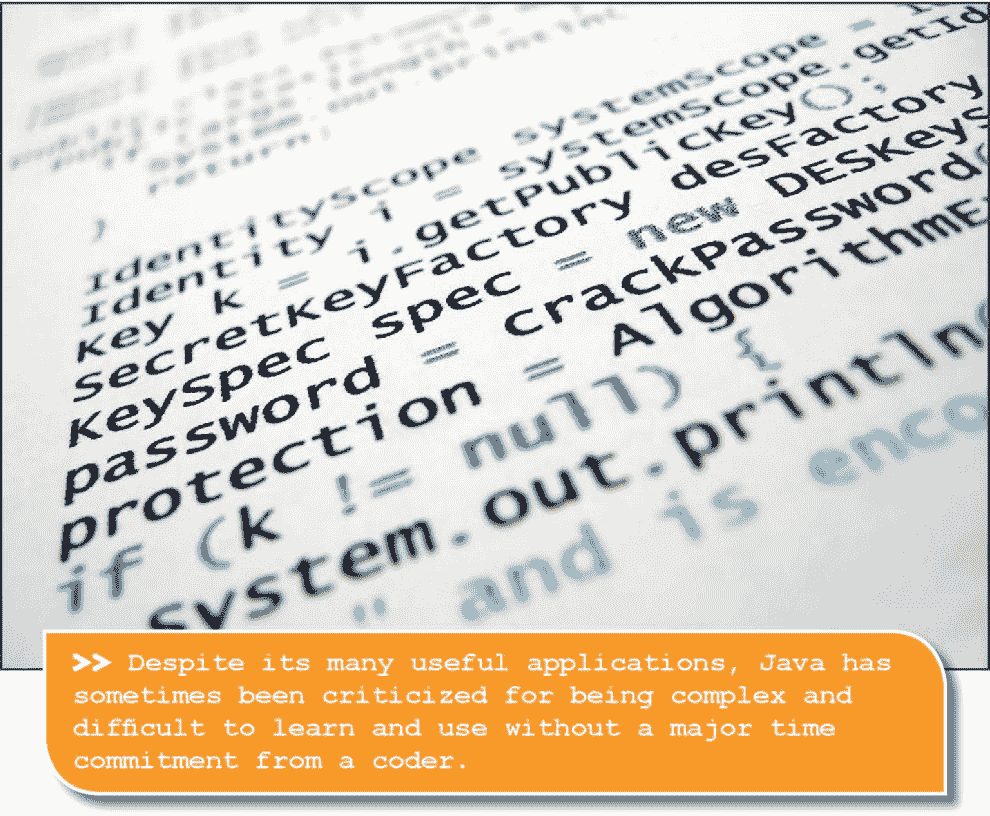 return;
}
IdentityScope systemScope =
Identity i = systemScope.getId
Key k = i.getPublicKey();
SecretKeyFactory desFactory
KeySpec spec = new DESKeyS
password = crackPassword(
protection = AlgorithmE
if (k != null) {
System.out.println(
" and is enco
>> Despite its many useful applications, Java has
sometimes been criticized for being complex and
difficult to learn and use without a major time
commitment from a coder.